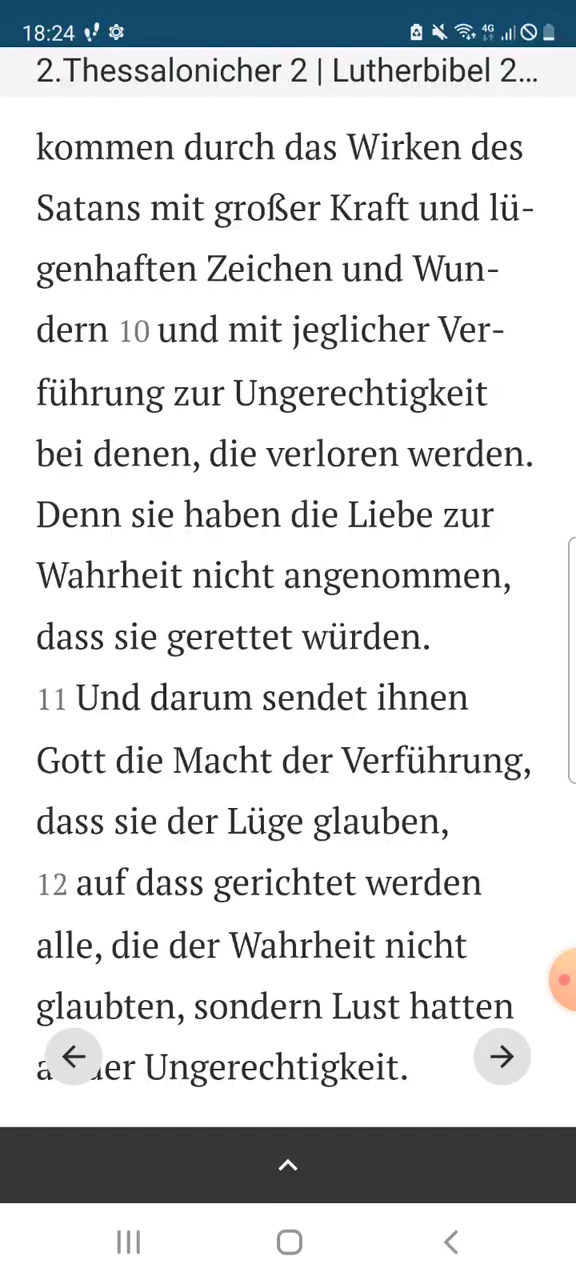 18:24
4G
2.Thessalonicher 2 | Lutherbibel 2...
kommen durch das Wirken des
Satans mit großer Kraft und lü-
genhaften Zeichen und Wun-
dern 10 und mit jeglicher Ver-
führung zur Ungerechtigkeit
bei denen, die verloren werden.
Denn sie haben die Liebe zur
Wahrheit nicht angenommen,
dass sie gerettet würden.
11 Und darum sendet ihnen
Gott die Macht der Verführung,
dass sie der Lüge glauben,
12 auf dass gerichtet werden
alle, die der Wahrheit nicht
glaubten, sondern Lust hatten
Ungerechtigkeit.